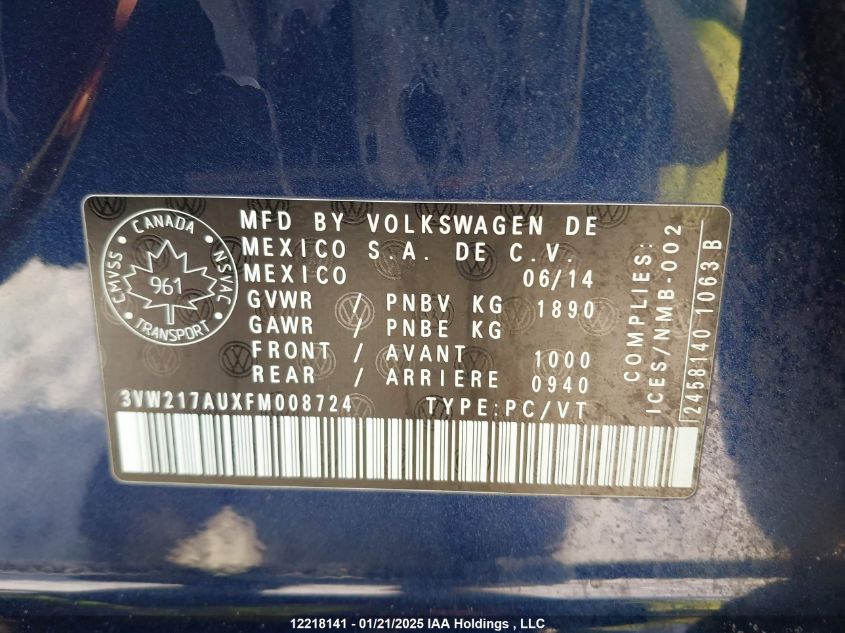 CANADA
CMVSS
NSVAC
961
TRANSPORT
MFD BY VOLKSWAGEN DE
MEXICO S.A. DE C.V.
MEXICO 06/14
GVWR / PNBV KG 1890
GAWR / PNBE KG
FRONT / AVANT 1000
REAR / ARRIERE 0940
3VW217AUXFM008724 TYPE:PC/VT
COMPLIES:
ICES/NMB-002
2458140 1063B
12218141 - 01/21/2025 IAA Holdings , LLC